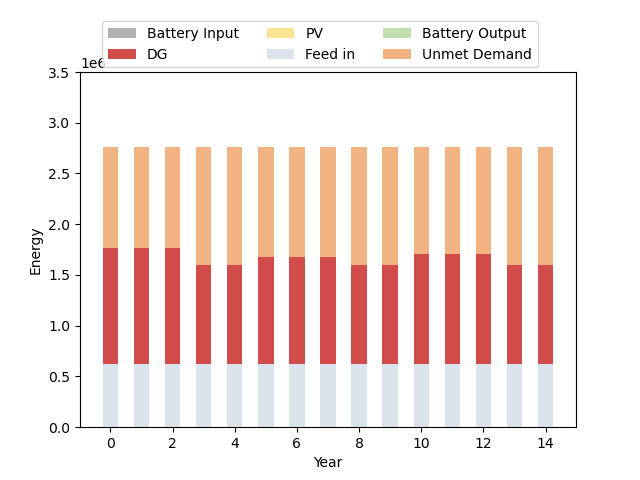 Battery Input PV Battery Output
DG Feed in Unmet Demand
1e6
3.5
3.0
2.5
2.0
1.5
1.0
0.5
0.0
Energy
0 2 4 6 8 10 12 14
Year